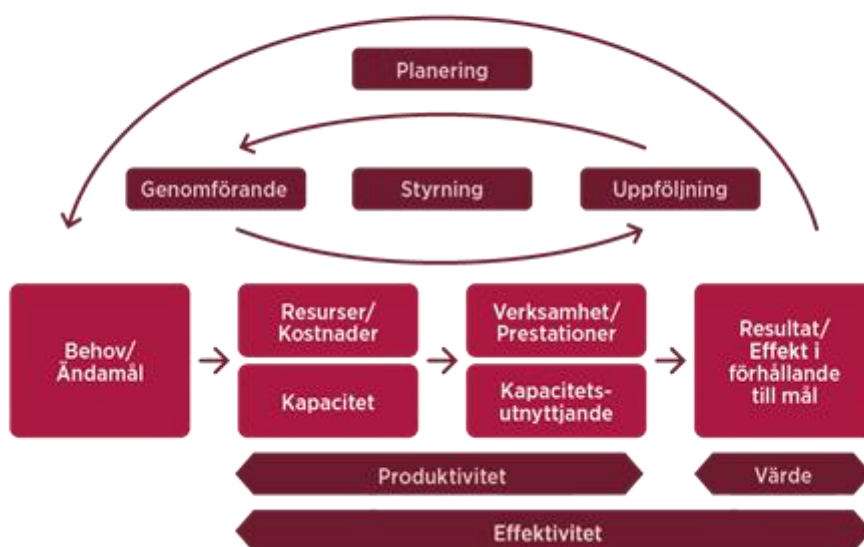 Planering
Genomförande
Styrning
Uppföljning
Behov/
Ändamål
Resurser/
Kostnader
Kapacitet
Verksamhet/
Prestationer
Kapacitets-
utnyttjande
Resultat/
Effekt i
förhållande
till mål
Produktivitet
Värde
Effektivitet